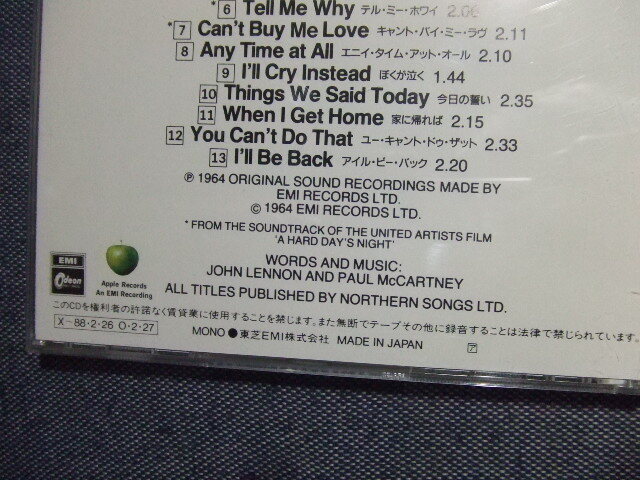 *6 Tell Me Why テル・ミー・ホワイ 2.06
*7 Can't Buy Me Love キャント・バイ・ミー・ラヴ 2.11
8 Any Time at All エニイ・タイム・アット・オール 2.10
9 I'll Cry Instead ぼくが泣く 1.44
10 Things We Said Today 今日の誓い 2.35
11 When I Get Home 家に帰れば 2.15
12 You Can't Do That ユー・キャント・ドゥ・ザット 2.33
13 I'll Be Back アイル・ビー・バック 2.20
℗ 1964 ORIGINAL SOUND RECORDINGS MADE BY
EMI RECORDS LTD.
© 1964 EMI RECORDS LTD.
*FROM THE SOUNDTRACK OF THE UNITED ARTISTS FILM
'A HARD DAY'S NIGHT'
WORDS AND MUSIC:
JOHN LENNON AND PAUL McCARTNEY
ALL TITLES PUBLISHED BY NORTHERN SONGS LTD.
EMI
Odeon
Apple Records
An EMI Recording
このCDを権利者の許諾なく賃貸業に使用することを禁じます。また無断でテープその他に録音することは法律で禁じられています。
X-88・2・26 O・2・27
MONO ● 東芝EMI株式会社 MADE IN JAPAN ア